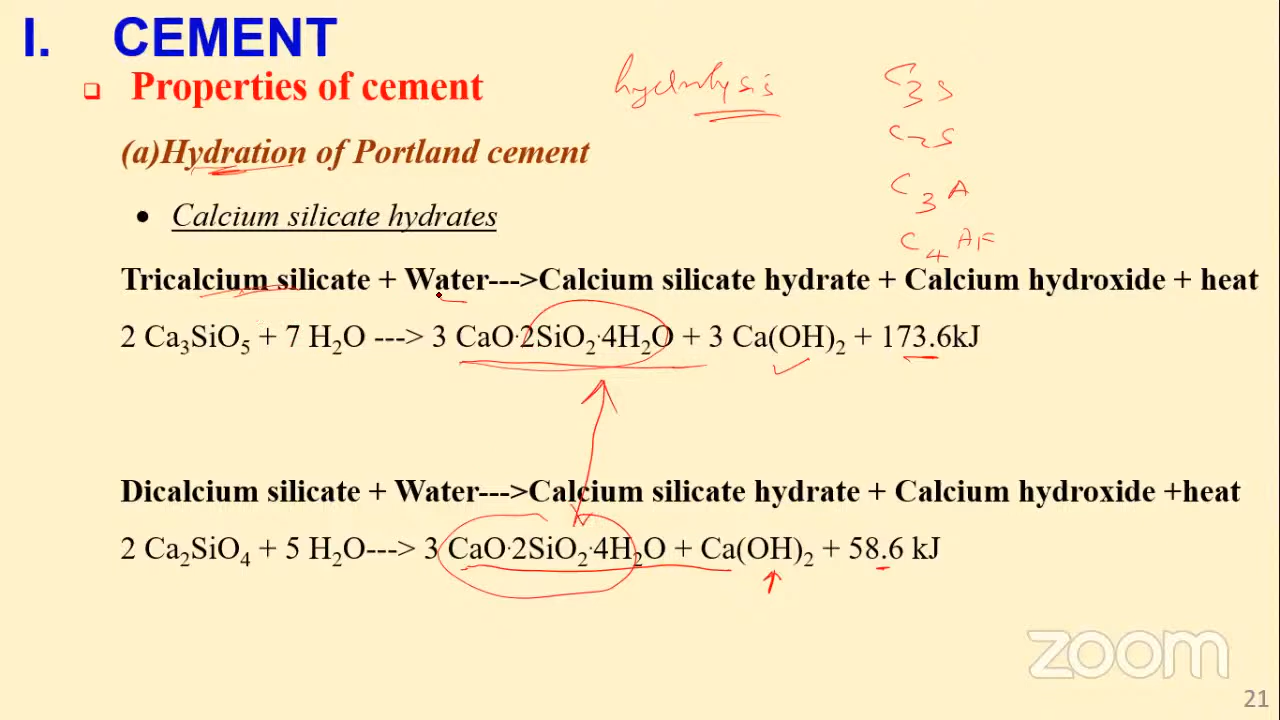 I. CEMENT
❑ Properties of cement
hydrolysis
C3S
C2S
C3A
C4AF
(a)Hydration of Portland cement
• Calcium silicate hydrates
Tricalcium silicate + Water--->Calcium silicate hydrate + Calcium hydroxide + heat
2 Ca₃SiO₅ + 7 H₂O ---> 3 CaO·2SiO₂·4H₂O + 3 Ca(OH)₂ + 173.6kJ
Dicalcium silicate + Water--->Calcium silicate hydrate + Calcium hydroxide +heat
2 Ca₂SiO₄ + 5 H₂O---> 3 CaO·2SiO₂·4H₂O + Ca(OH)₂ + 58.6 kJ
zoom
21